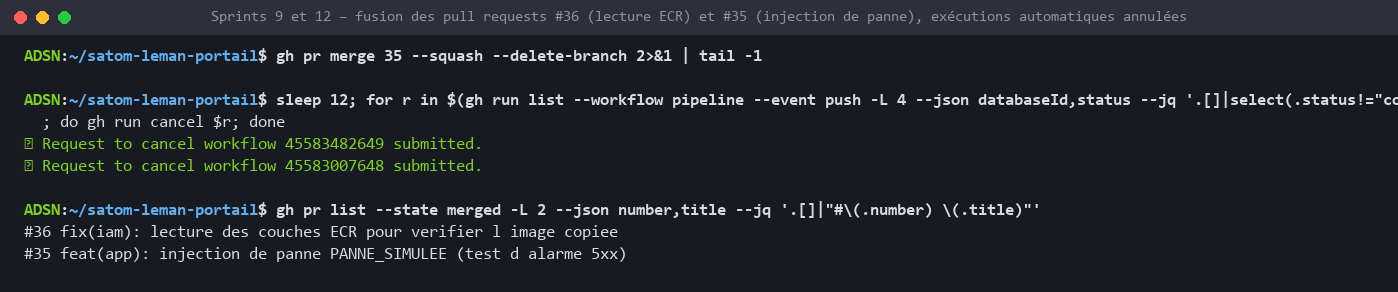 Sprints 9 et 12 – fusion des pull requests #36 (lecture ECR) et #35 (injection de panne), exécutions automatiques annulées
ADSN:~/satom-leman-portail$ gh pr merge 35 --squash --delete-branch 2>&1 | tail -1
ADSN:~/satom-leman-portail$ sleep 12; for r in $(gh run list --workflow pipeline --event push -L 4 --json databaseId,status --jq '.[]|select(.status!="co
; do gh run cancel $r; done
Request to cancel workflow 45583482649 submitted.
Request to cancel workflow 45583007648 submitted.
ADSN:~/satom-leman-portail$ gh pr list --state merged -L 2 --json number,title --jq '.[]|"#\(.number) \(.title)"'
#36 fix(iam): lecture des couches ECR pour verifier l image copiee
#35 feat(app): injection de panne PANNE_SIMULEE (test d alarme 5xx)